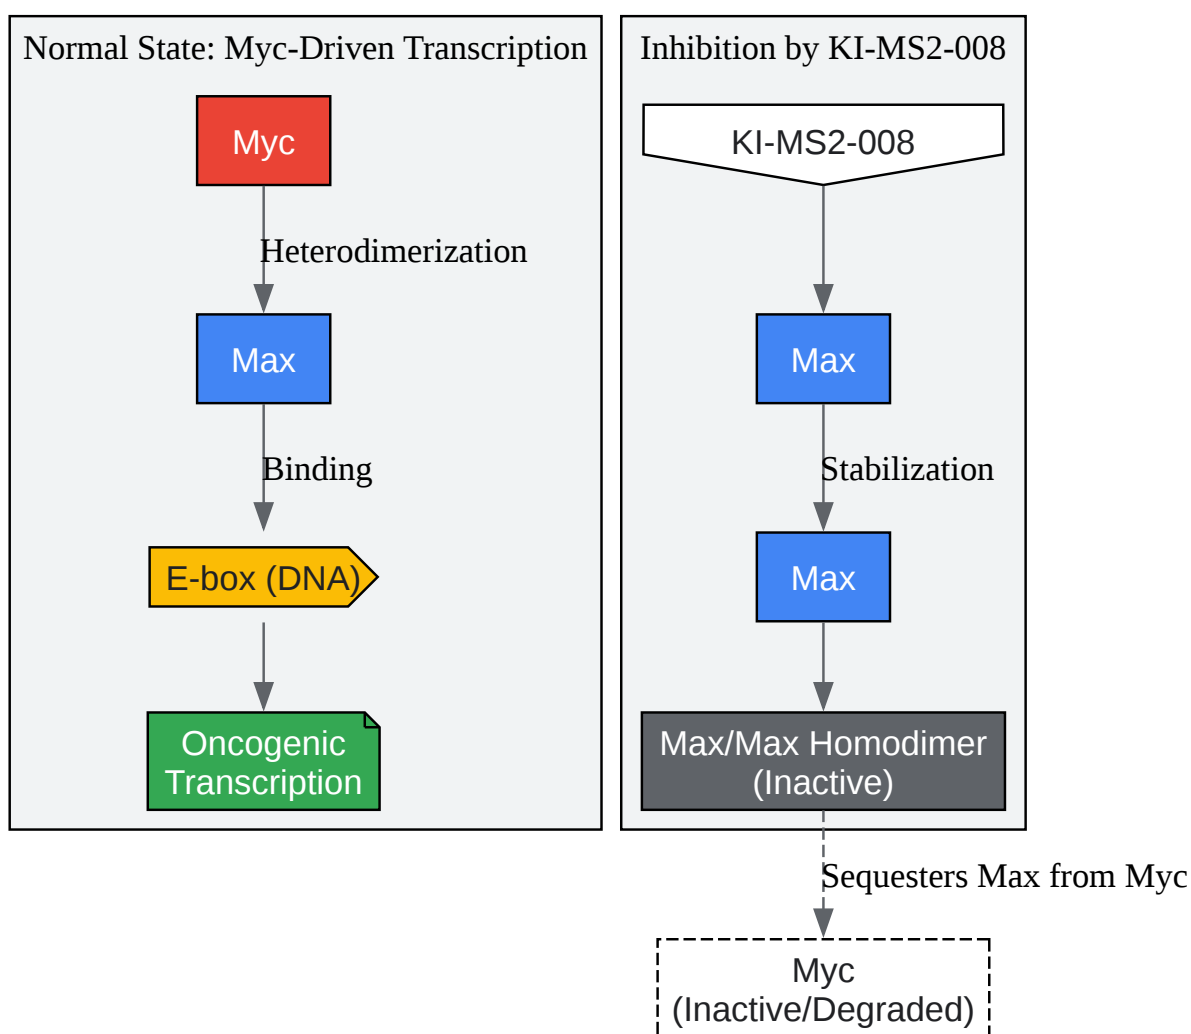 Normal State: Myc-Driven Transcription
Myc
Heterodimerization
Max
Binding
E-box (DNA)
Oncogenic
Transcription
Inhibition by KI-MS2-008
KI-MS2-008
Max
Stabilization
Max
Max/Max Homodimer
(Inactive)
Sequesters Max from Myc
Myc
(Inactive/Degraded)